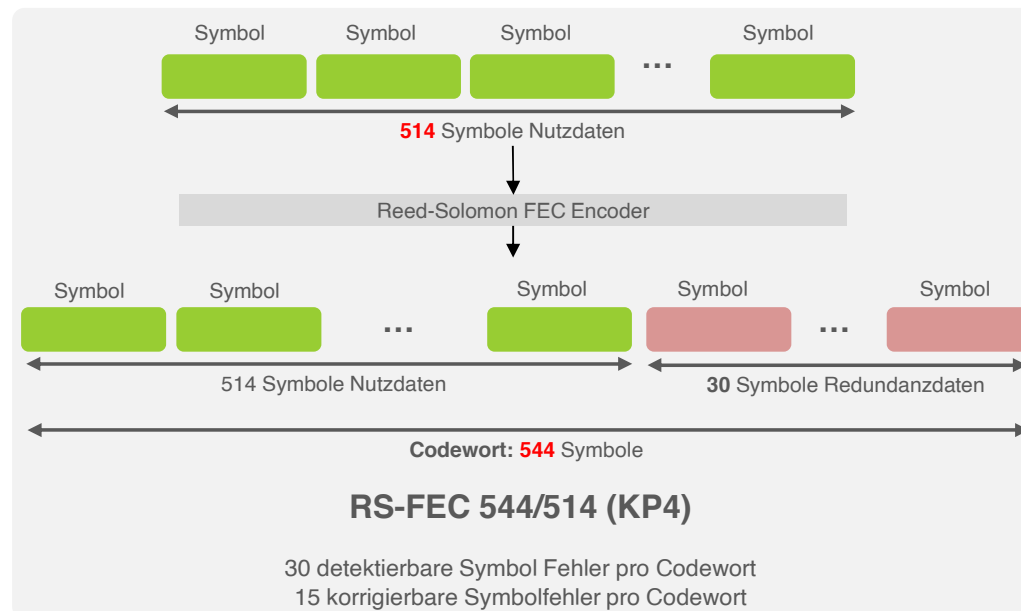 Symbol Symbol Symbol Symbol
...
514 Symbole Nutzdaten
Reed-Solomon FEC Encoder
Symbol Symbol Symbol Symbol Symbol
... ...
514 Symbole Nutzdaten 30 Symbole Redundanzdaten
Codewort: 544 Symbole
RS-FEC 544/514 (KP4)
30 detektierbare Symbol Fehler pro Codewort
15 korrigierbare Symbolfehler pro Codewort